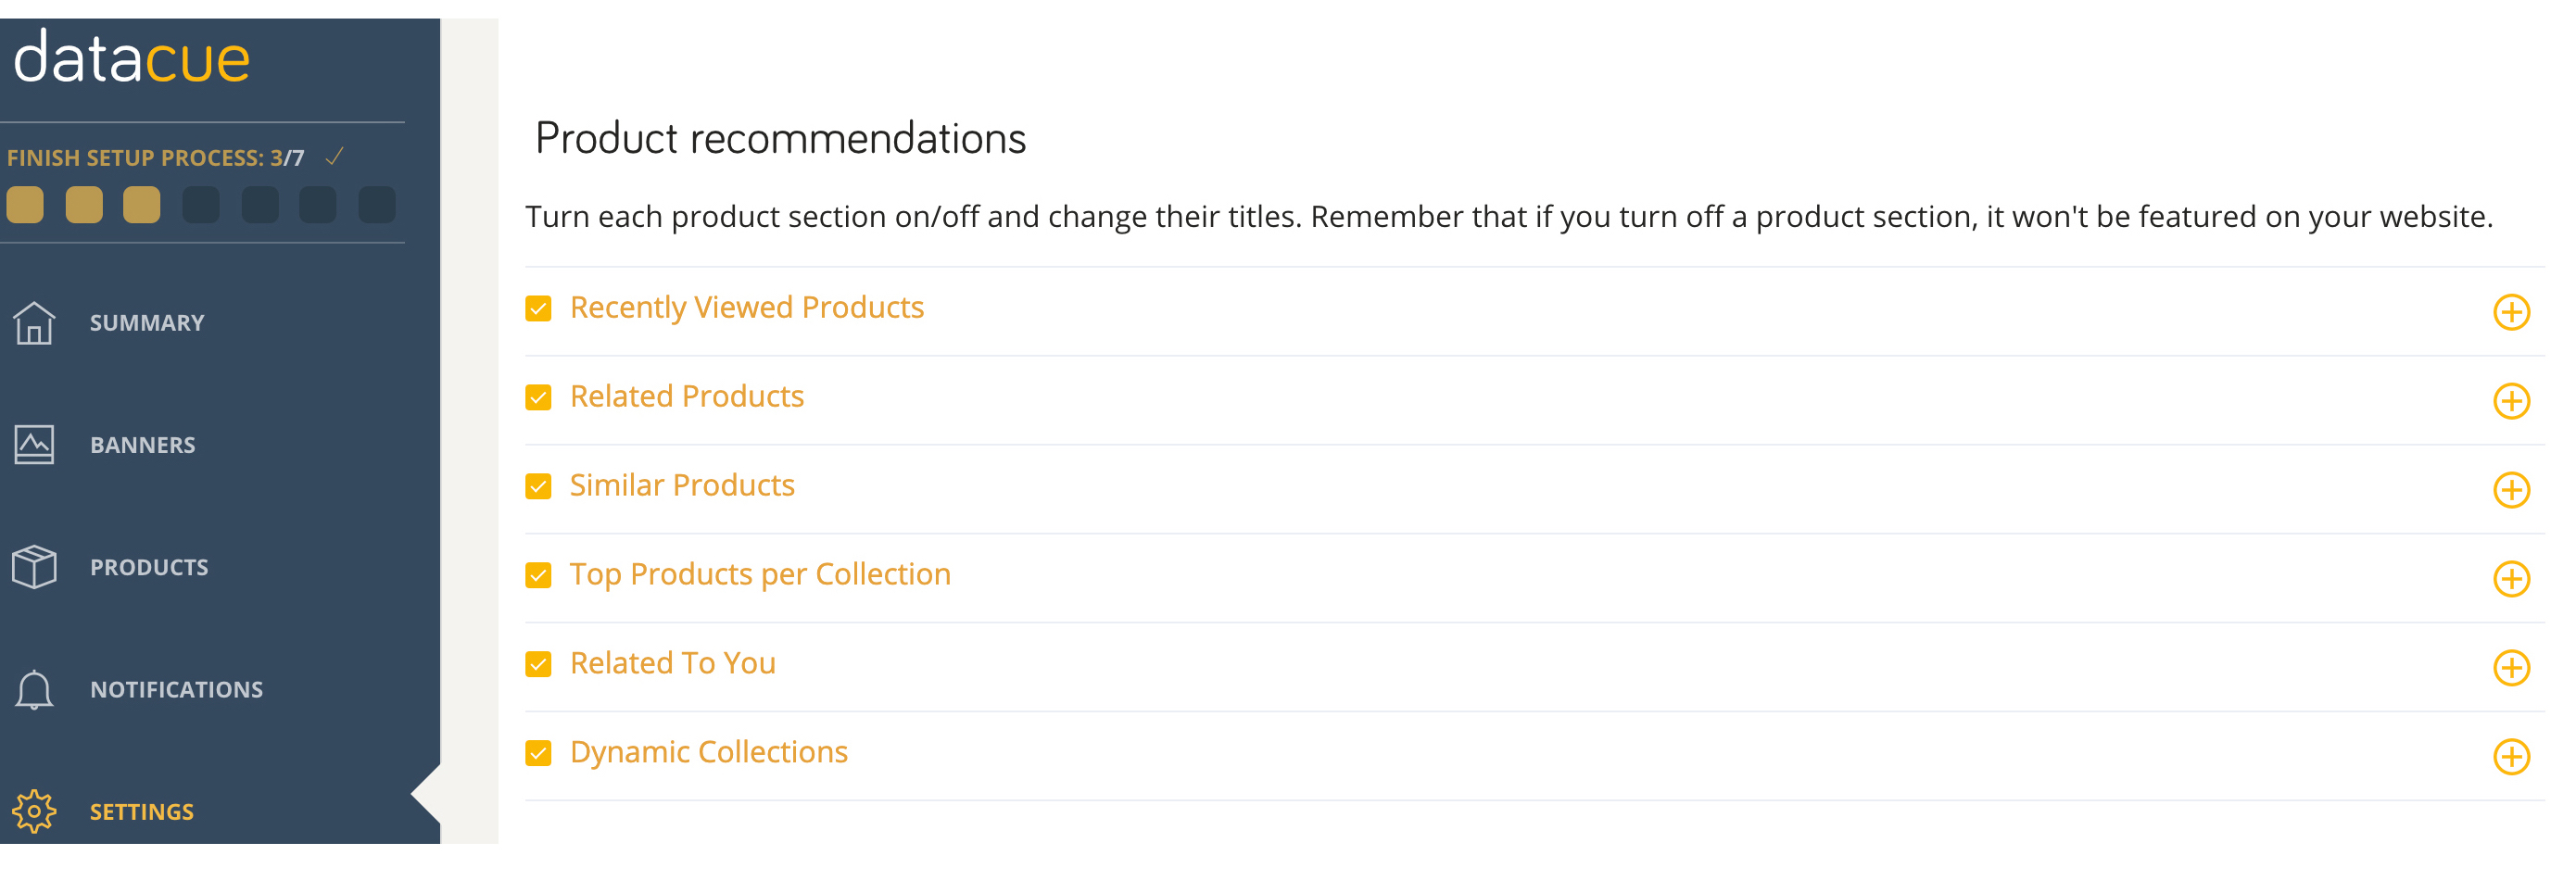 datacue
FINISH SETUP PROCESS: 3/7
SUMMARY
BANNERS
PRODUCTS
NOTIFICATIONS
SETTINGS
Product recommendations
Turn each product section on/off and change their titles. Remember that if you turn off a product section, it won't be featured on your website.
Recently Viewed Products
Related Products
Similar Products
Top Products per Collection
Related To You
Dynamic Collections